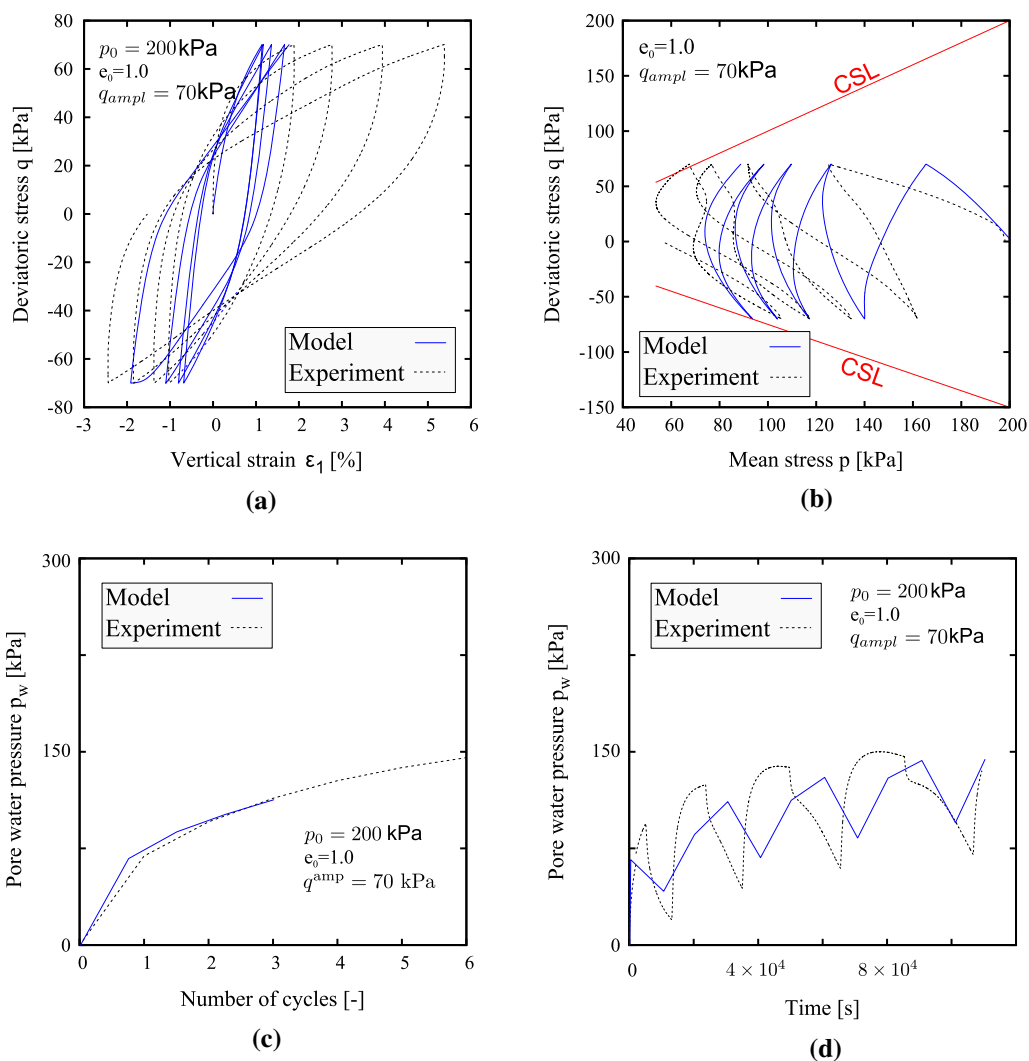 80
60
40
20
0
-20
-40
-60
-80
-3
-2
-1
0
1
2
3
4
5
6
Deviatoric stress q [kPa]
Vertical strain ε₁ [%]
p₀ = 200 kPa
e₀=1.0
q_ampl = 70kPa
Model
Experiment
(a)
200
150
100
50
0
-50
-100
-150
40
60
80
100
120
140
160
180
200
Deviatoric stress q [kPa]
Mean stress p [kPa]
e₀=1.0
q_ampl = 70kPa
CSL
CSL
Model
Experiment
(b)
300
150
0
0
1
2
3
4
5
6
Pore water pressure p_w [kPa]
Number of cycles [-]
Model
Experiment
p₀ = 200 kPa
e₀=1.0
q^amp = 70 kPa
(c)
300
150
0
0
4 × 10⁴
8 × 10⁴
Pore water pressure p_w [kPa]
Time [s]
Model
Experiment
p₀ = 200 kPa
e₀=1.0
q_ampl = 70kPa
(d)